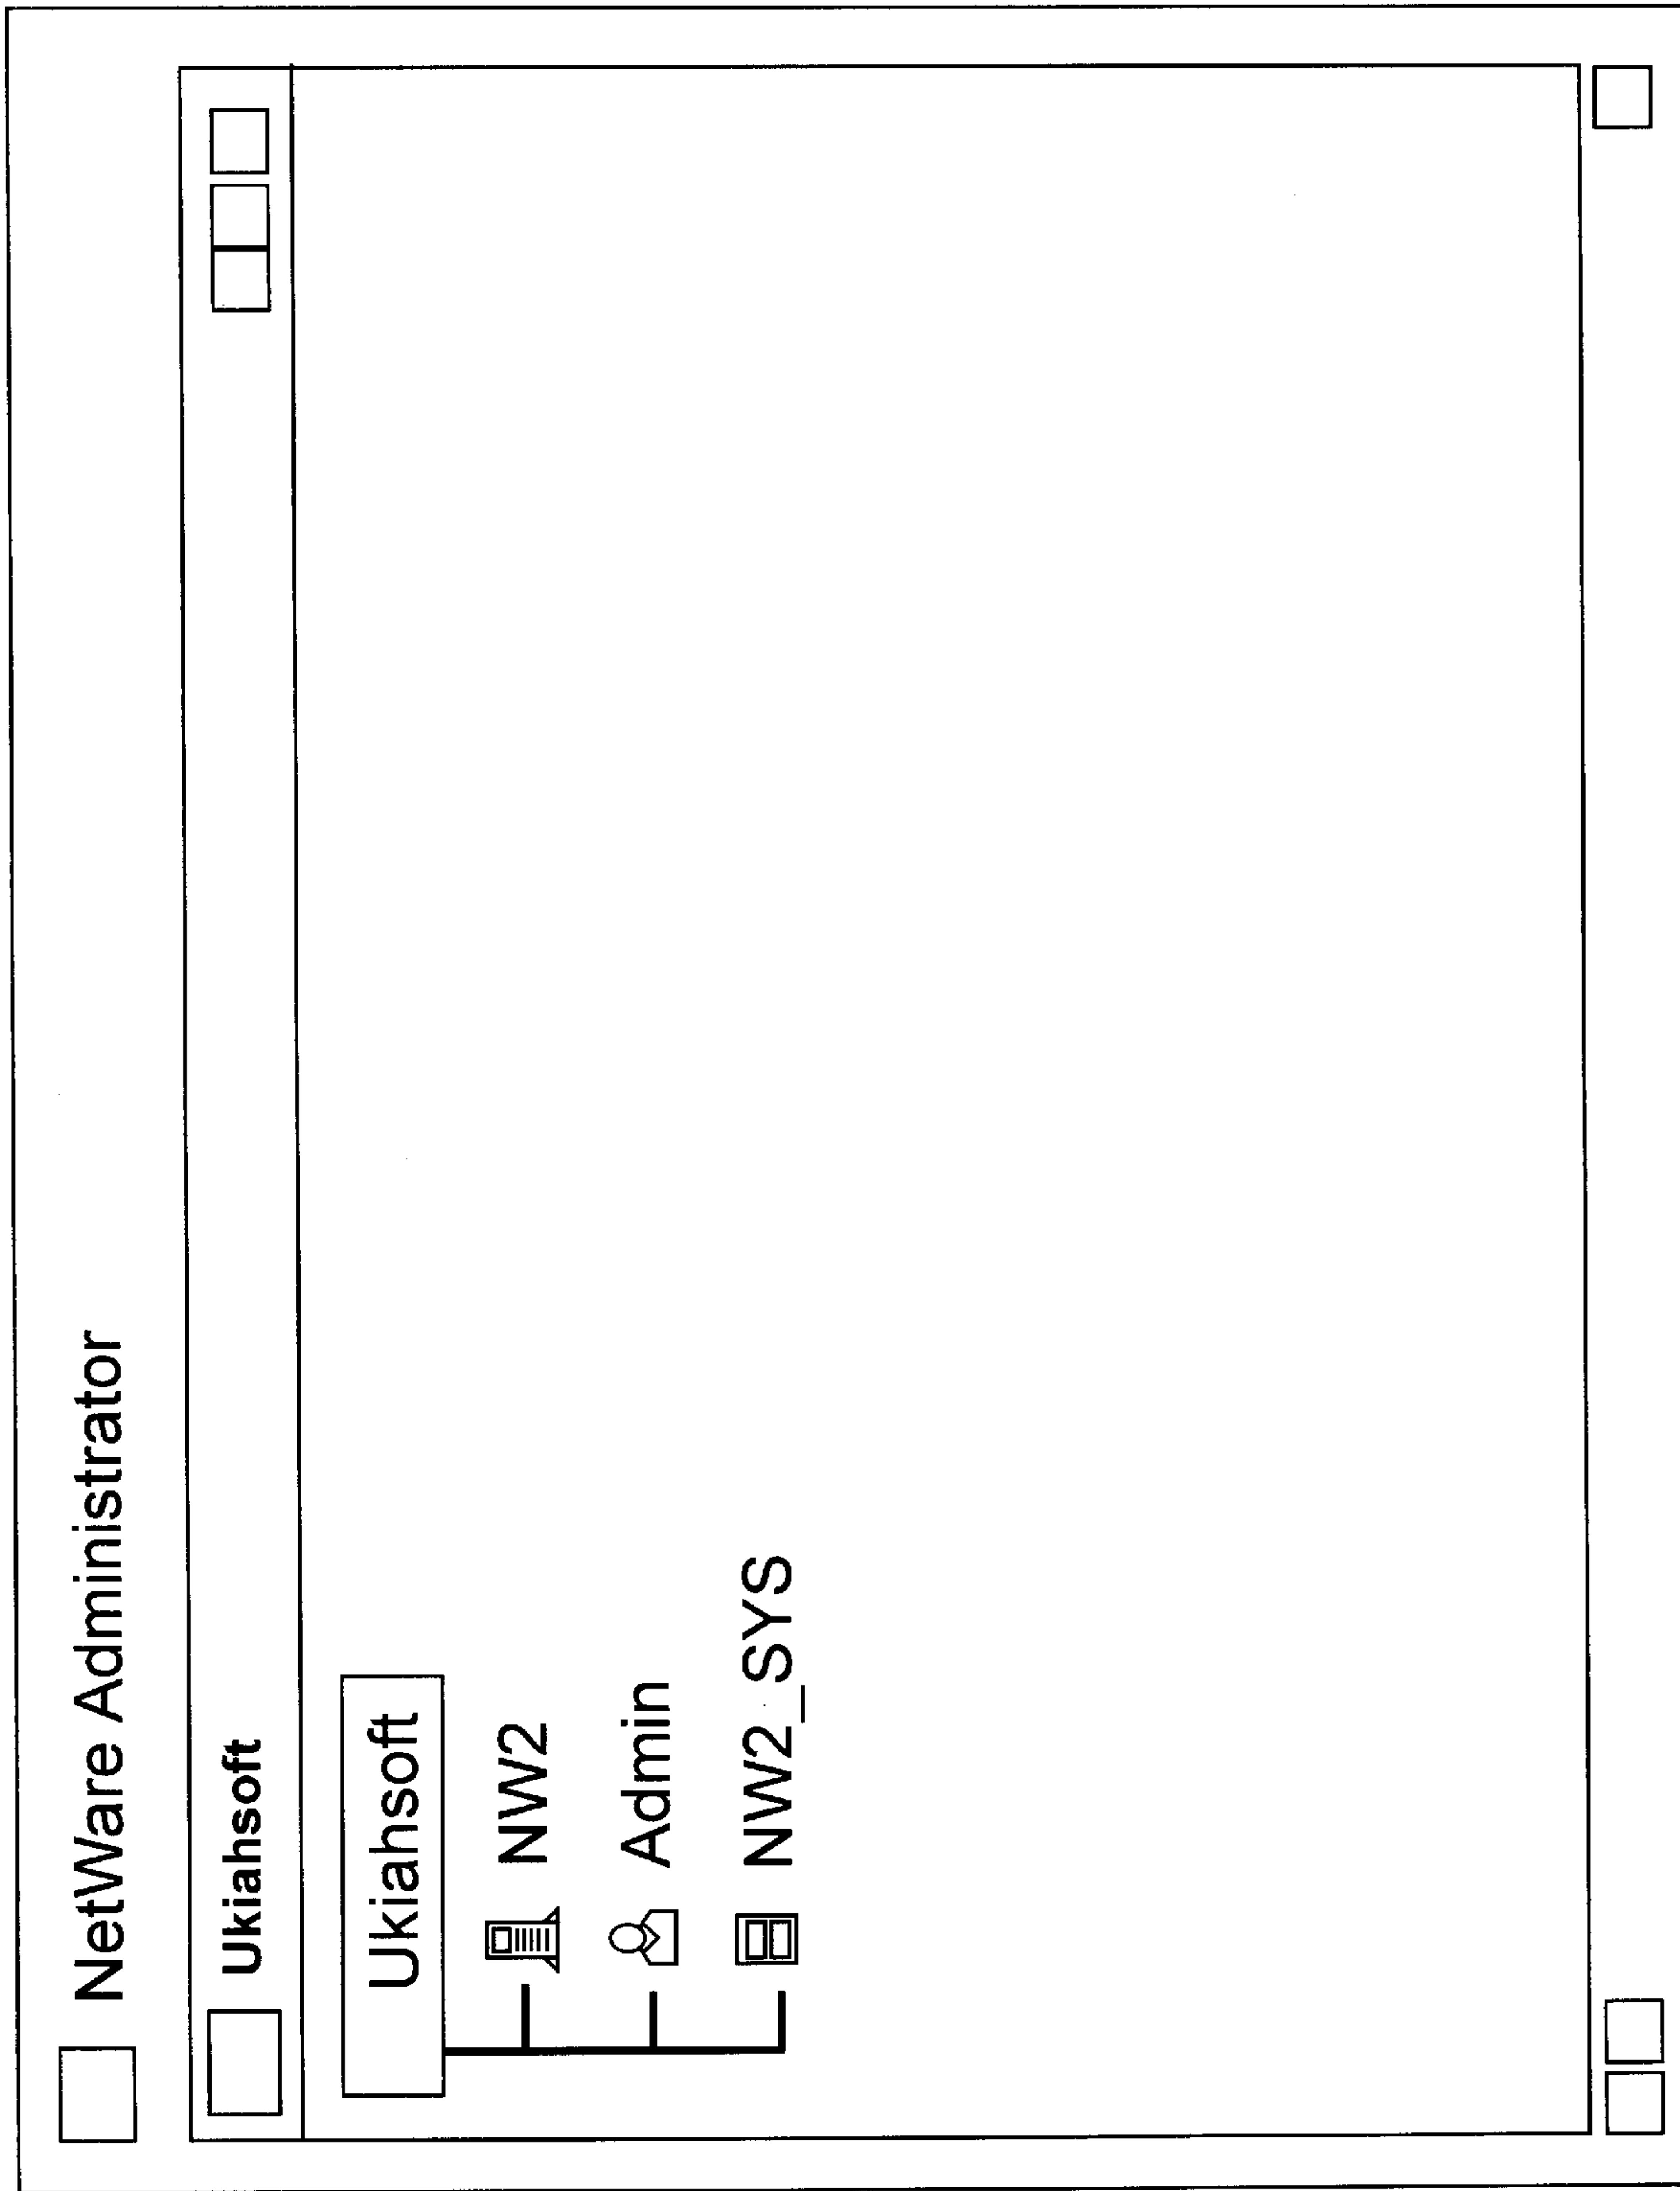 NetWare Administrator
Ukiahsoft
Ukiahsoft
NW2
Admin
NW2_SYS